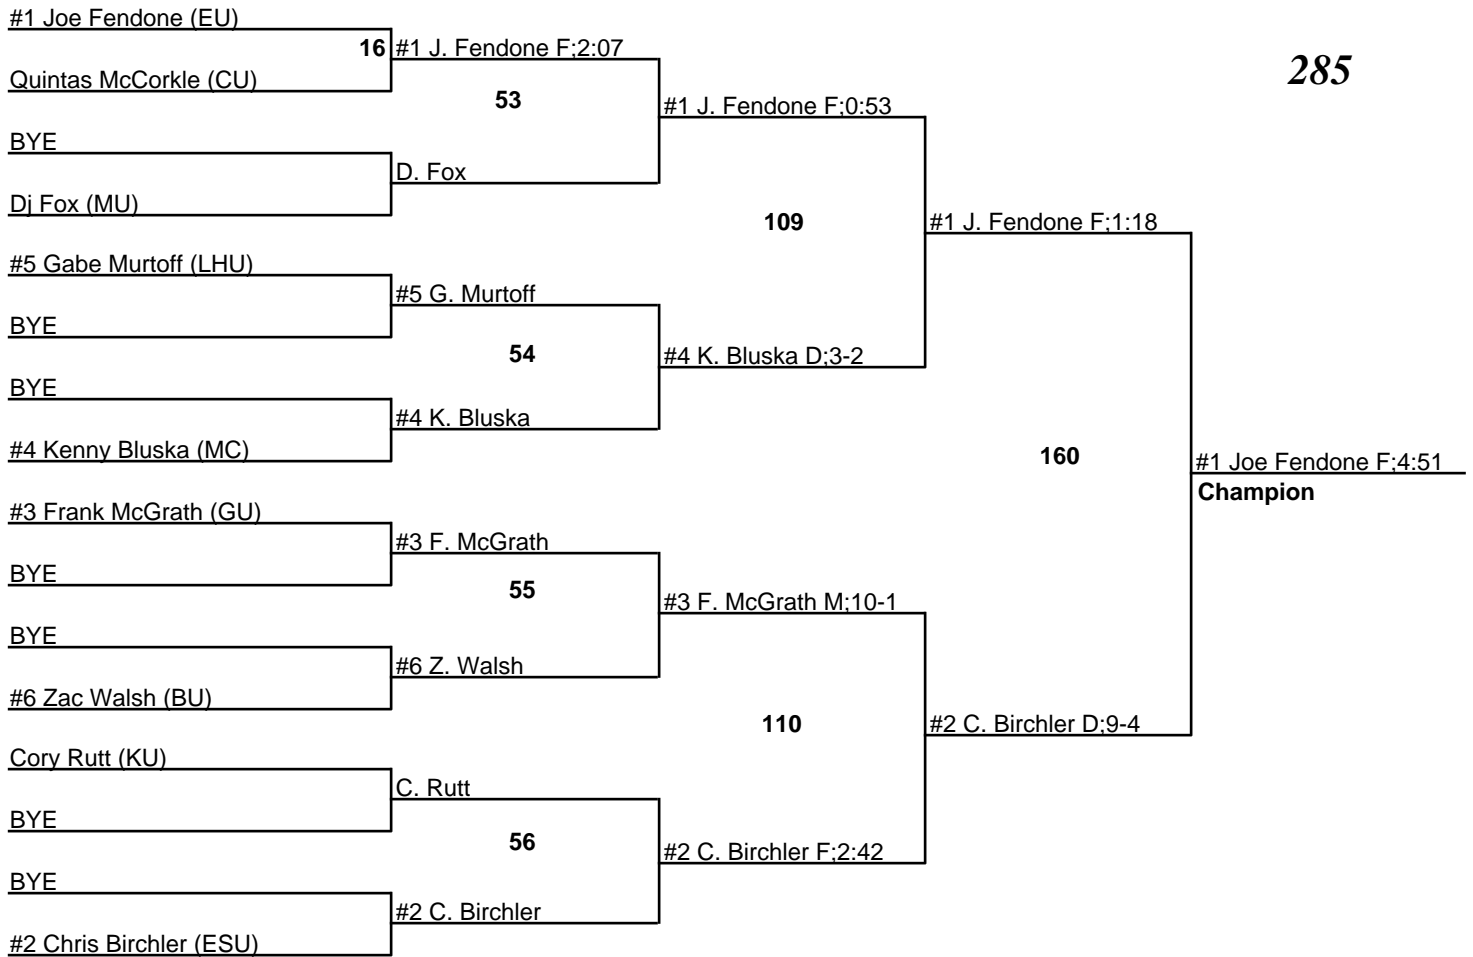 #1 Joe Fendone (EU)
16 #1 J. Fendone F;2:07
285
Quintas McCorkle (CU)
53
#1 J. Fendone F;0:53
BYE
D. Fox
Dj Fox (MU)
109
#1 J. Fendone F;1:18
#5 Gabe Murtoff (LHU)
#5 G. Murtoff
BYE
54
#4 K. Bluska D;3-2
BYE
#4 K. Bluska
#4 Kenny Bluska (MC)
160
#1 Joe Fendone F;4:51
Champion
#3 Frank McGrath (GU)
#3 F. McGrath
BYE
55
#3 F. McGrath M;10-1
BYE
#6 Z. Walsh
#6 Zac Walsh (BU)
110
#2 C. Birchler D;9-4
Cory Rutt (KU)
C. Rutt
BYE
56
#2 C. Birchler F;2:42
BYE
#2 C. Birchler
#2 Chris Birchler (ESU)